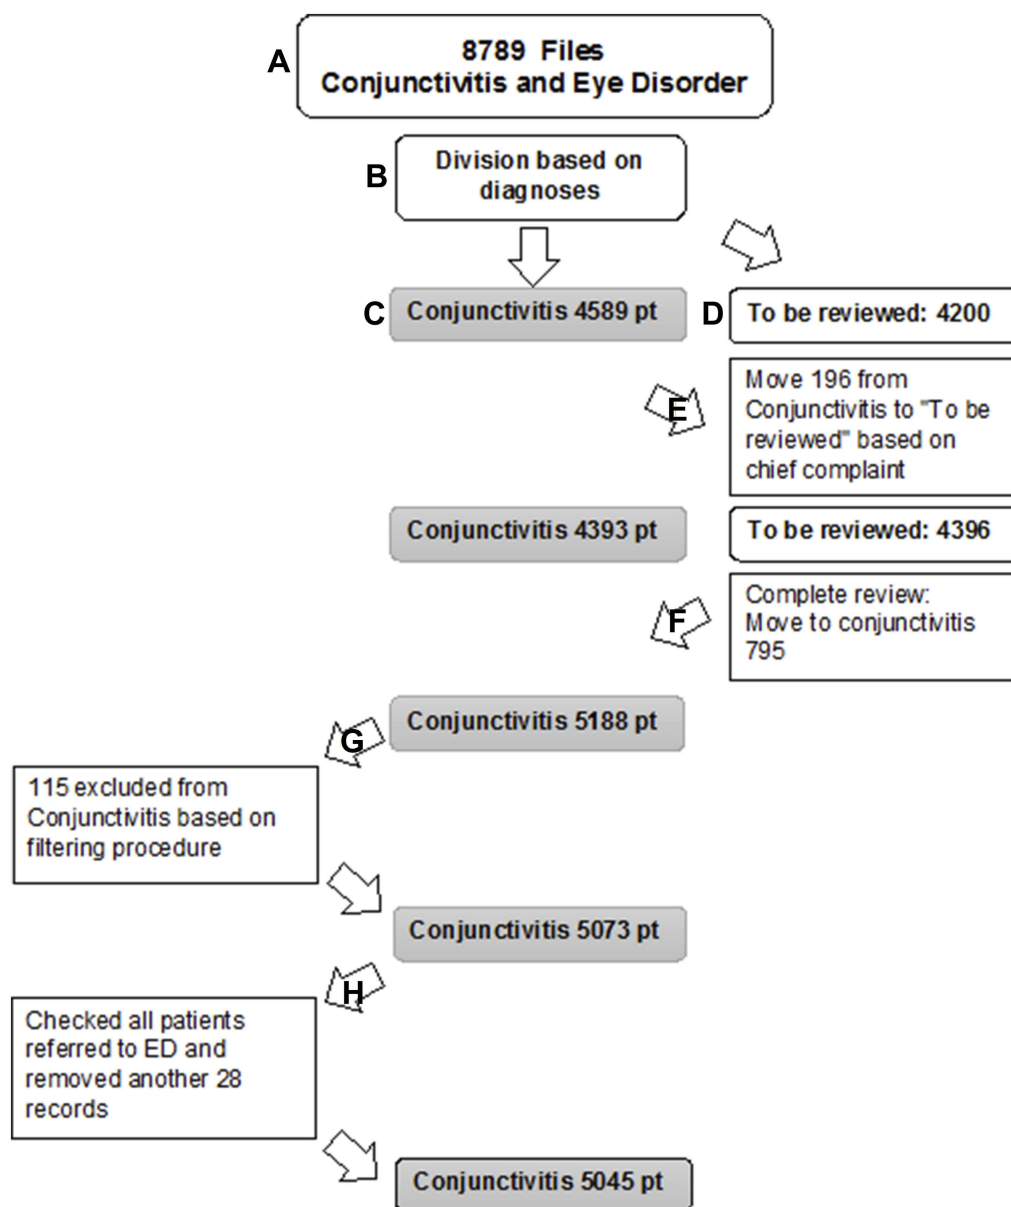 A
8789 Files
Conjunctivitis and Eye Disorder
B
Division based on
diagnoses
C
Conjunctivitis 4589 pt
D
To be reviewed: 4200
E
Move 196 from
Conjunctivitis to "To be
reviewed" based on
chief complaint
Conjunctivitis 4393 pt
To be reviewed: 4396
F
Complete review:
Move to conjunctivitis
795
Conjunctivitis 5188 pt
G
115 excluded from
Conjunctivitis based on
filtering procedure
Conjunctivitis 5073 pt
H
Checked all patients
referred to ED and
removed another 28
records
Conjunctivitis 5045 pt